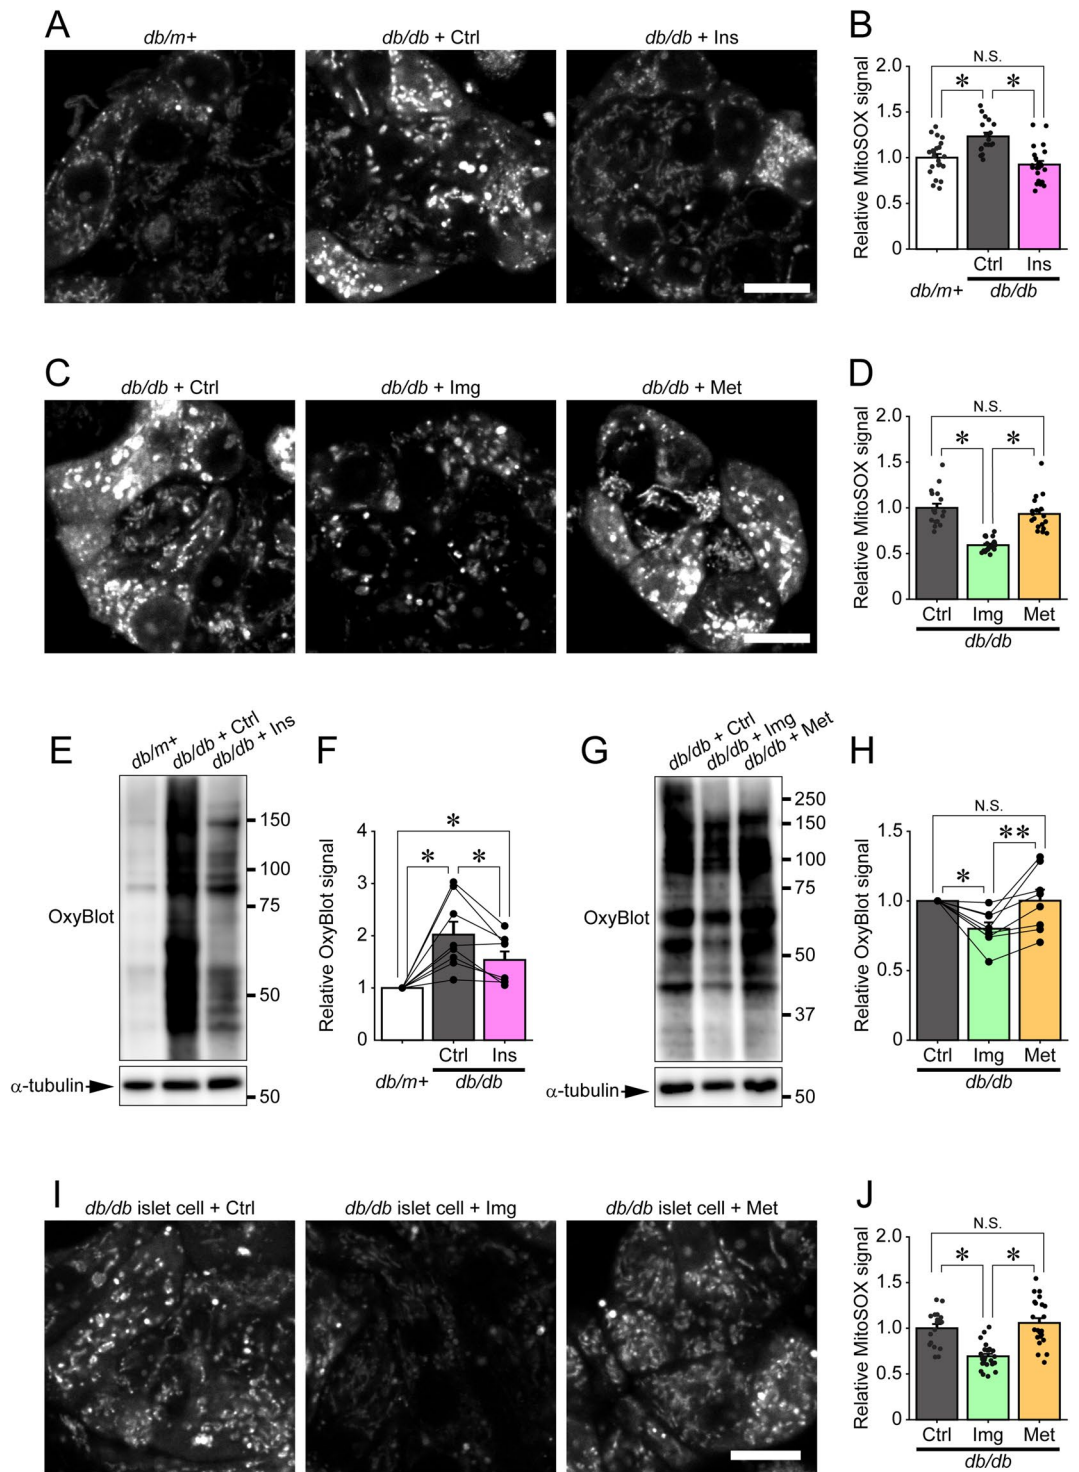 A
db/m+
db/db + Ctrl
db/db + Ins
B
Relative MitoSOX signal
2.0
1.5
1.0
0.5
0
N.S.
*
*
Ctrl
Ins
db/m+
db/db
C
db/db + Ctrl
db/db + Img
db/db + Met
D
Relative MitoSOX signal
2.0
1.5
1.0
0.5
0
N.S.
*
*
Ctrl
Img
Met
db/db
E
db/m+
db/db + Ctrl
db/db + Ins
OxyBlot
150
100
75
50
α-tubulin
50
F
Relative OxyBlot signal
4
3
2
1
0
*
*
*
Ctrl
Ins
db/m+
db/db
G
db/db + Ctrl
db/db + Img
db/db + Met
OxyBlot
250
150
100
75
50
37
α-tubulin
50
H
Relative OxyBlot signal
1.5
1.0
0.5
0
N.S.
*
**
Ctrl
Img
Met
db/db
I
db/db islet cell + Ctrl
db/db islet cell + Img
db/db islet cell + Met
J
Relative MitoSOX signal
2.0
1.5
1.0
0.5
0
N.S.
*
*
Ctrl
Img
Met
db/db